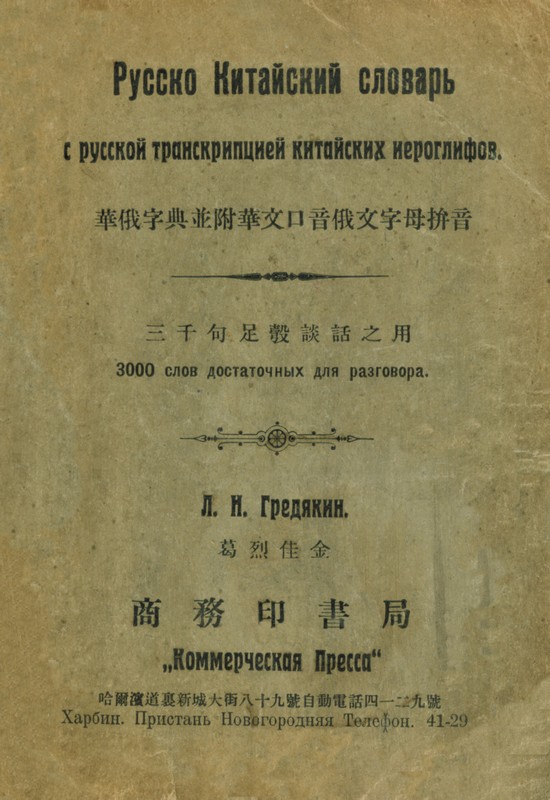 Русско Китайский словарь
с русской транскрипцией китайских иероглифов.
華俄字典並附華文口音俄文字母拚音
三千句足彀談話之用
3000 слов достаточных для разговора.
Л. И. Гредякин.
葛烈佳金
商務印書局
„Коммерческая Пресса“
哈爾濱道裏新城大街八十九號自動電話四一二九號
Харбин. Пристань Новогородняя Телефон. 41-29